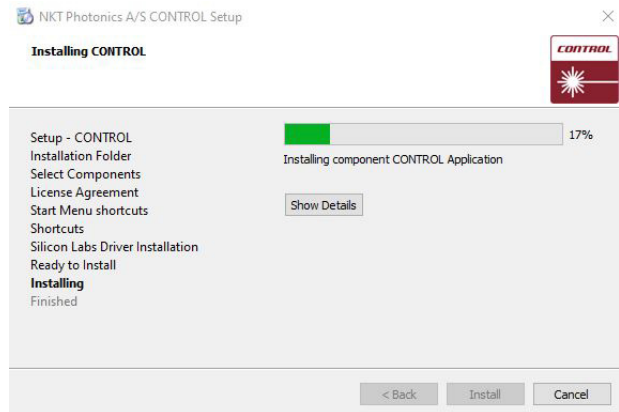 NKT Photonics A/S CONTROL Setup
Installing CONTROL
CONTROL
Setup - CONTROL
Installation Folder
Select Components
License Agreement
Start Menu shortcuts
Shortcuts
Silicon Labs Driver Installation
Ready to Install
Installing
Finished
17%
Installing component CONTROL Application
Show Details
< Back
Install
Cancel